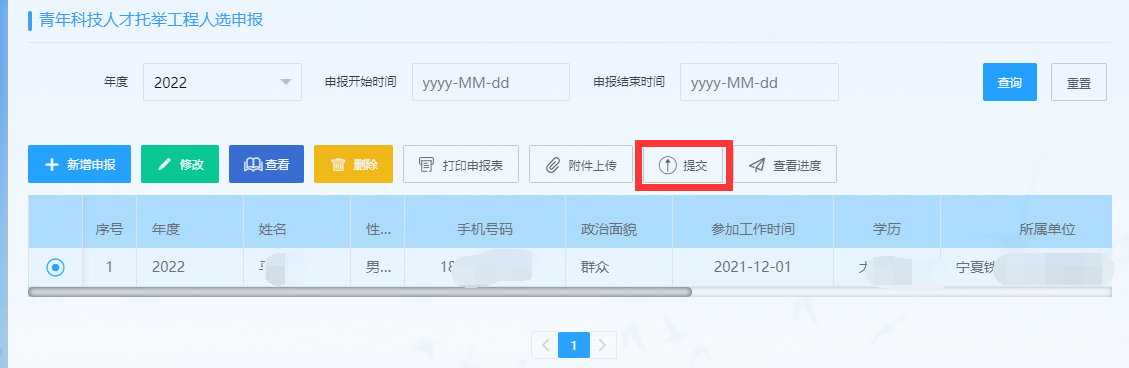 青年科技人才托举工程人选申报
年度 2022 申报开始时间 yyyy-MM-dd 申报结束时间 yyyy-MM-dd 查询 重置
新增申报 修改 查看 删除 打印申报表 附件上传 提交 查看进度
序号 年度 姓名 性... 手机号码 政治面貌 参加工作时间 学历 所属单位
1 2022 男... 18 群众 2021-12-01 宁夏铁
1